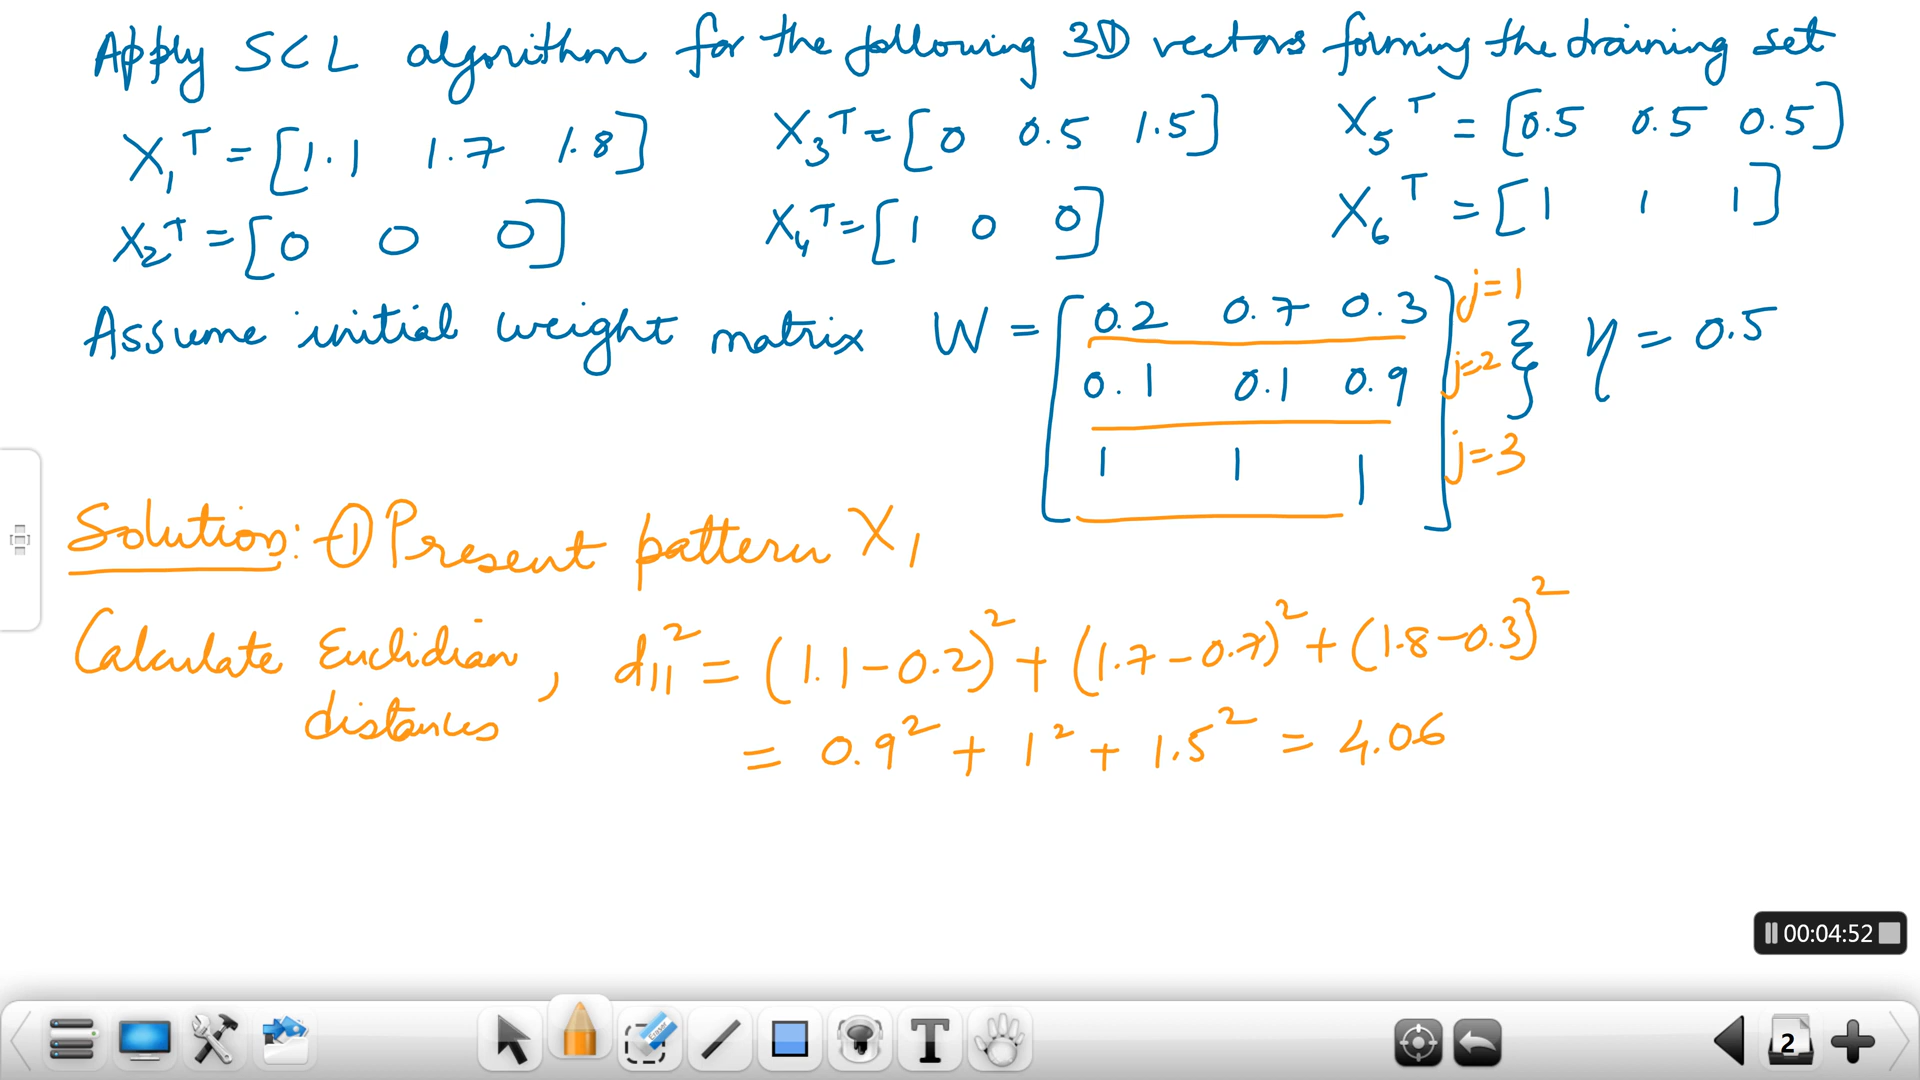 Apply SCL algorithm for the following 3D vectors forming the training set
X₁ᵀ = [1.1 1.7 1.8] X₃ᵀ = [0 0.5 1.5] X₅ᵀ = [0.5 0.5 0.5]
X₂ᵀ = [0 0 0] X₄ᵀ = [1 0 0] X₆ᵀ = [1 1 1]
Assume initial weight matrix W = [0.2 0.7 0.3 j=1
0.1 0.1 0.9 j=2
1 1 1] j=3
} η = 0.5
Solution: ① Present pattern X₁
Calculate Euclidian distances, d₁₁² = (1.1-0.2)² + (1.7-0.7)² + (1.8-0.3)²
= 0.9² + 1² + 1.5² = 4.06
00:04:52
Eraser
T
2